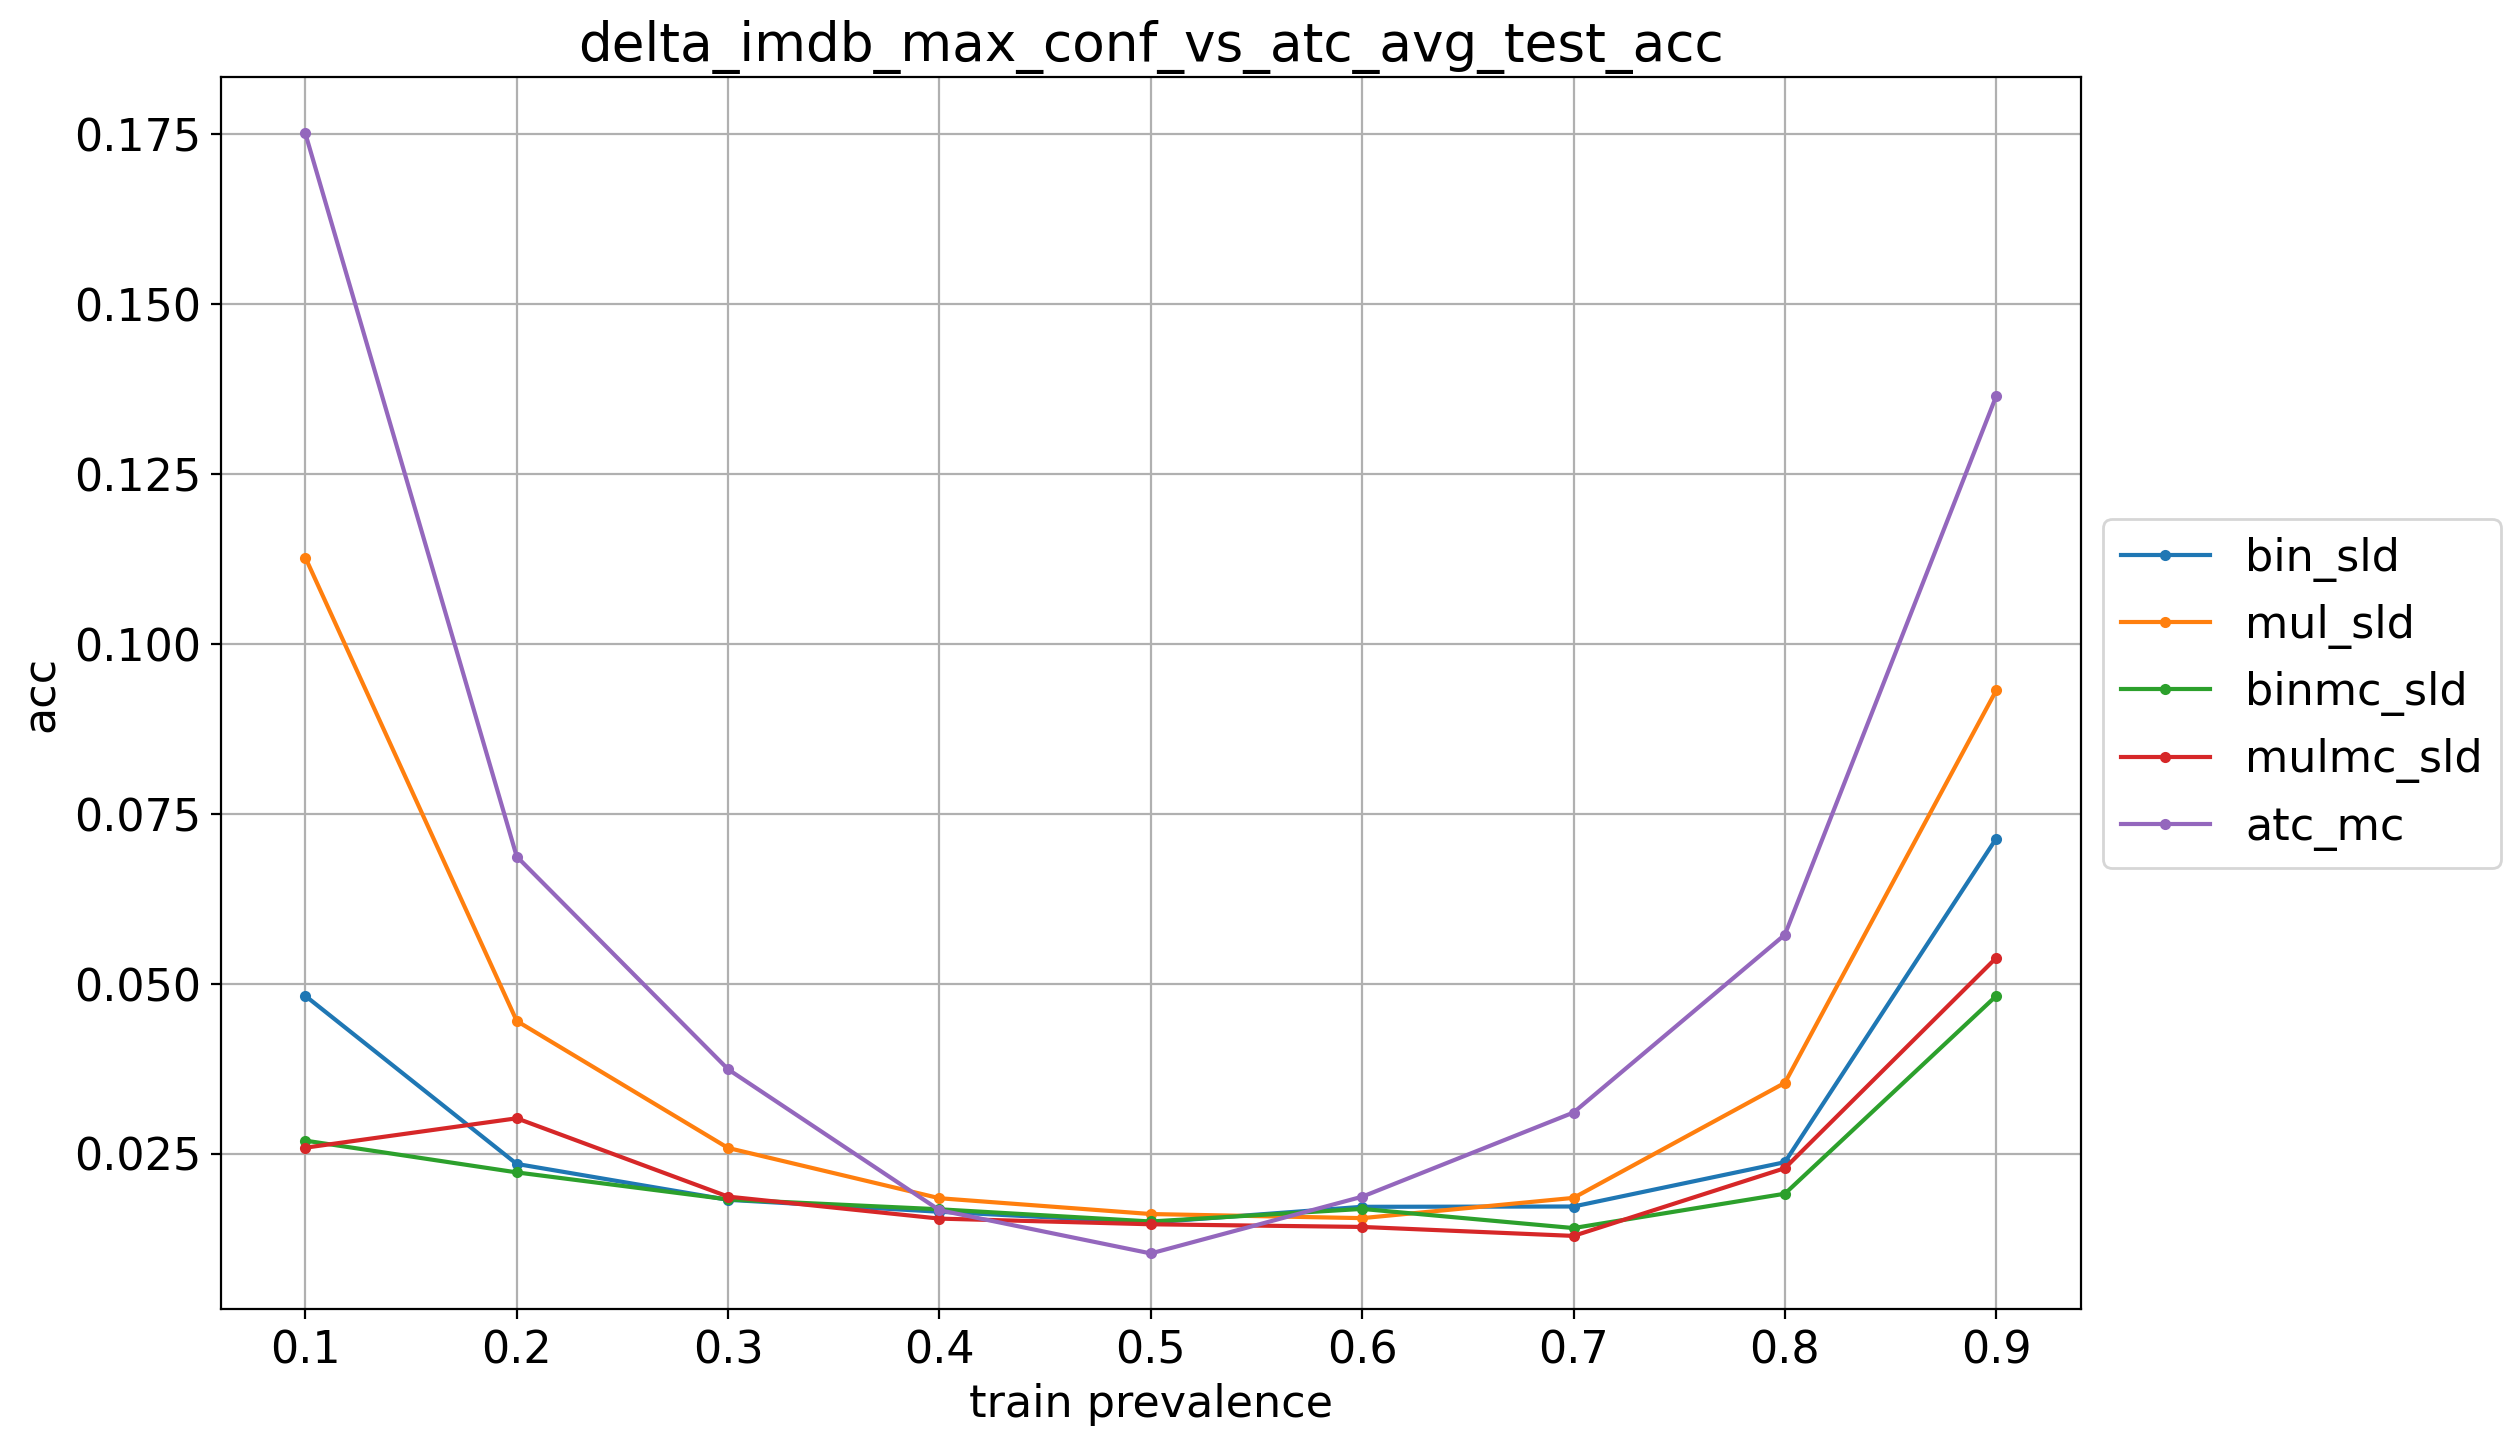 delta_imdb_max_conf_vs_atc_avg_test_acc
0.175
0.150
0.125
0.100
0.075
0.050
0.025
acc
0.1 0.2 0.3 0.4 0.5 0.6 0.7 0.8 0.9
train prevalence
bin_sld
mul_sld
binmc_sld
mulmc_sld
atc_mc